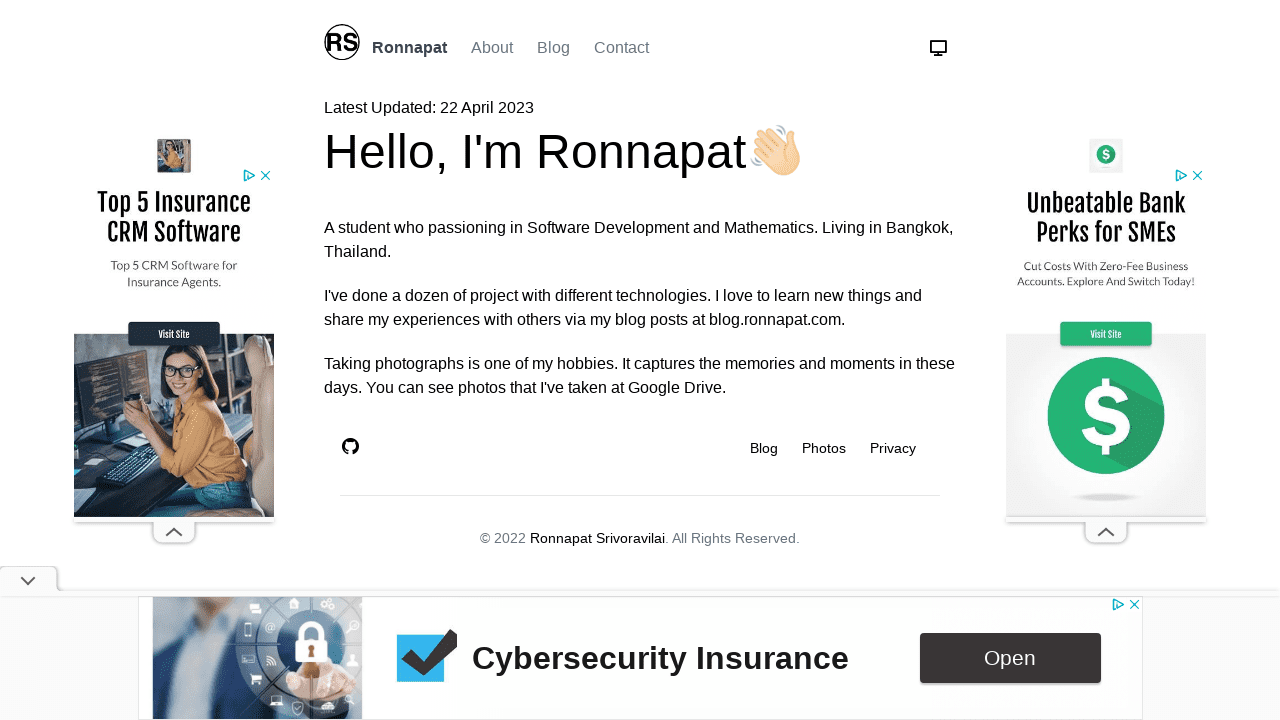 RS Ronnapat About Blog Contact
Latest Updated: 22 April 2023
Hello, I'm Ronnapat👋🏻
A student who passioning in Software Development and Mathematics. Living in Bangkok,
Thailand.
I've done a dozen of project with different technologies. I love to learn new things and
share my experiences with others via my blog posts at blog.ronnapat.com.
Taking photographs is one of my hobbies. It captures the memories and moments in these
days. You can see photos that I've taken at Google Drive.
Blog Photos Privacy
© 2022 Ronnapat Srivoravilai. All Rights Reserved.
Top 5 Insurance
CRM Software
Top 5 CRM Software for
Insurance Agents.
Visit Site
Unbeatable Bank
Perks for SMEs
Cut Costs With Zero-Fee Business
Accounts. Explore And Switch Today!
Visit Site
$
Cybersecurity Insurance
Open